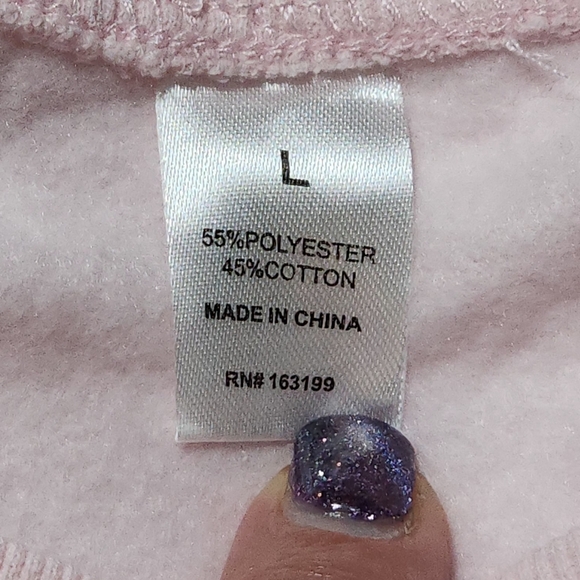 L
55%POLYESTER
45%COTTON
MADE IN CHINA
RN# 163199